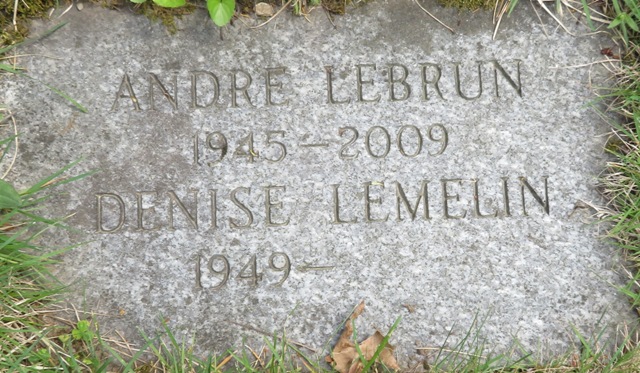 ANDRE LEBRUN
1945-2009
DENISE LEMELIN
1949-